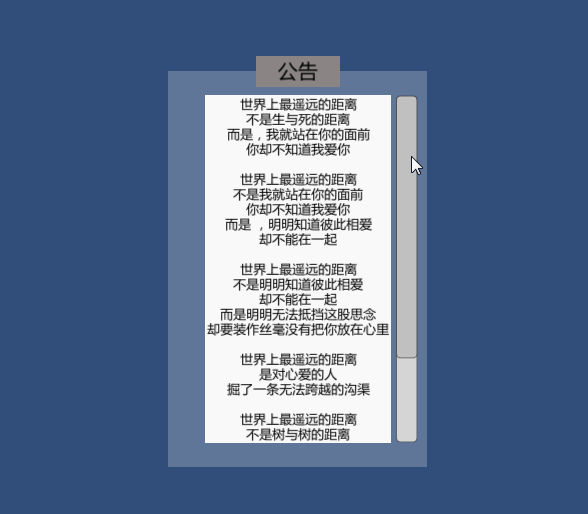 公告
世界上最遥远的距离
不是生与死的距离
而是，我就站在你的面前
你却不知道我爱你
世界上最遥远的距离
不是我就站在你的面前
你却不知道我爱你
而是 ，明明知道彼此相爱
却不能在一起
世界上最遥远的距离
不是明明知道彼此相爱
却不能在一起
而是明明无法抵挡这股思念
却要装作丝毫没有把你放在心里
世界上最遥远的距离
是对心爱的人
掘了一条无法跨越的沟渠
世界上最遥远的距离
不是树与树的距离